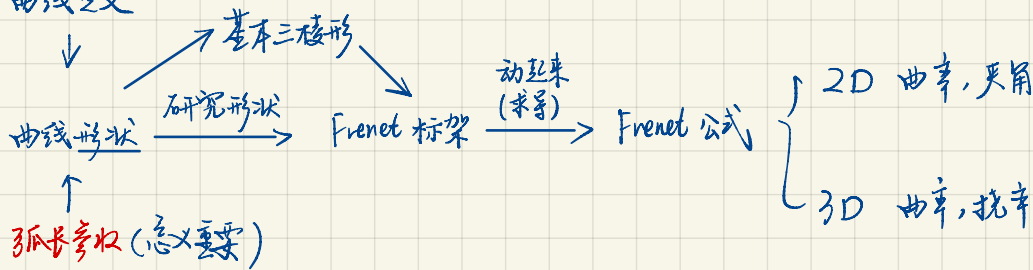 曲线定义
基本三棱形
动起来
(求导)
2D 曲率,夹角
研究形状
曲线形状
Frenet 标架
Frenet 公式
3D 曲率,挠率
弧长参数(意义重要)